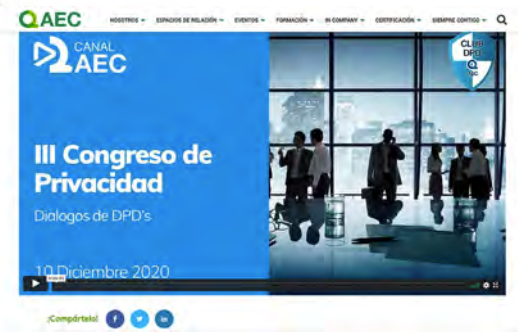 QAEC
NOSOTROS
ESPACIOS DE RELACIÓN
EVENTOS
FORMACIÓN
IN COMPANY
CERTIFICACIÓN
SIEMPRE CONTIGO
CANAL
AEC
CLUB
DPD
III Congreso de
Privacidad
Dialogos de DPD's
10 Diciembre 2020
¡Compártelo!